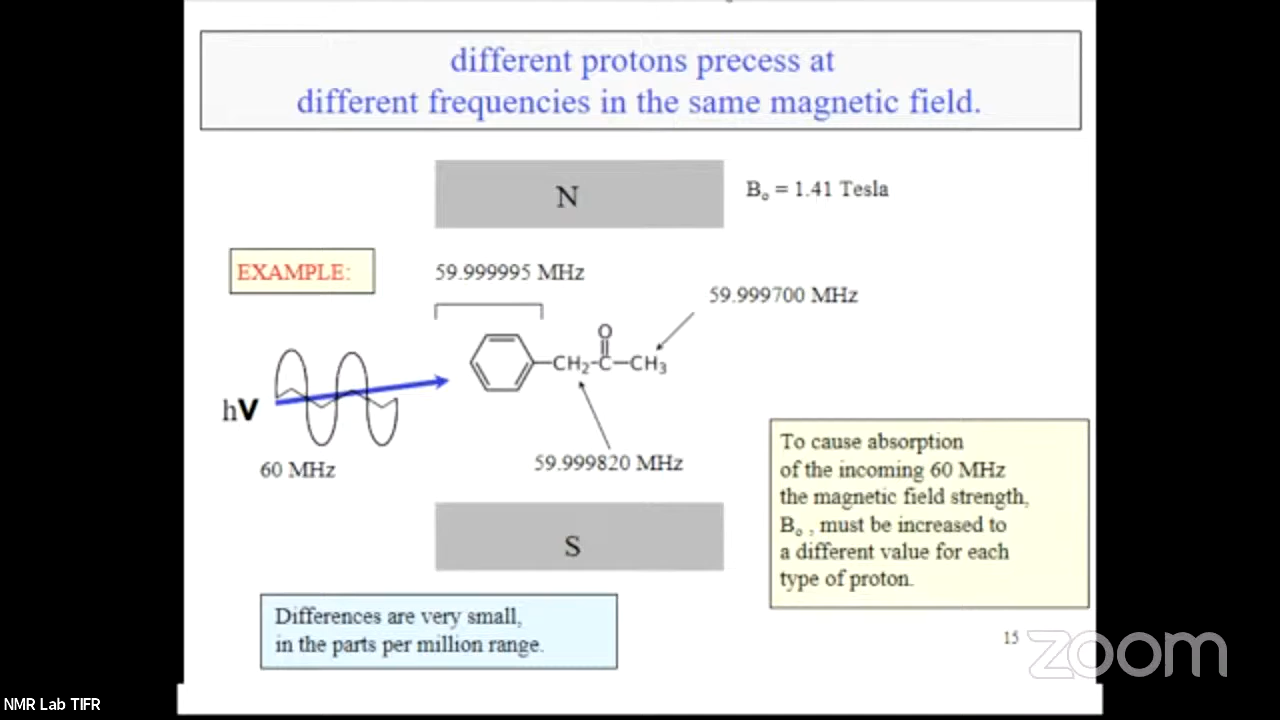 different protons precess at
different frequencies in the same magnetic field.
N
Bo = 1.41 Tesla
EXAMPLE:
59.999995 MHz
59.999700 MHz
O
CH2-C-CH3
hV
60 MHz
59.999820 MHz
To cause absorption
of the incoming 60 MHz
the magnetic field strength,
Bo , must be increased to
a different value for each
type of proton.
S
Differences are very small,
in the parts per million range.
15
zoom
NMR Lab TIFR